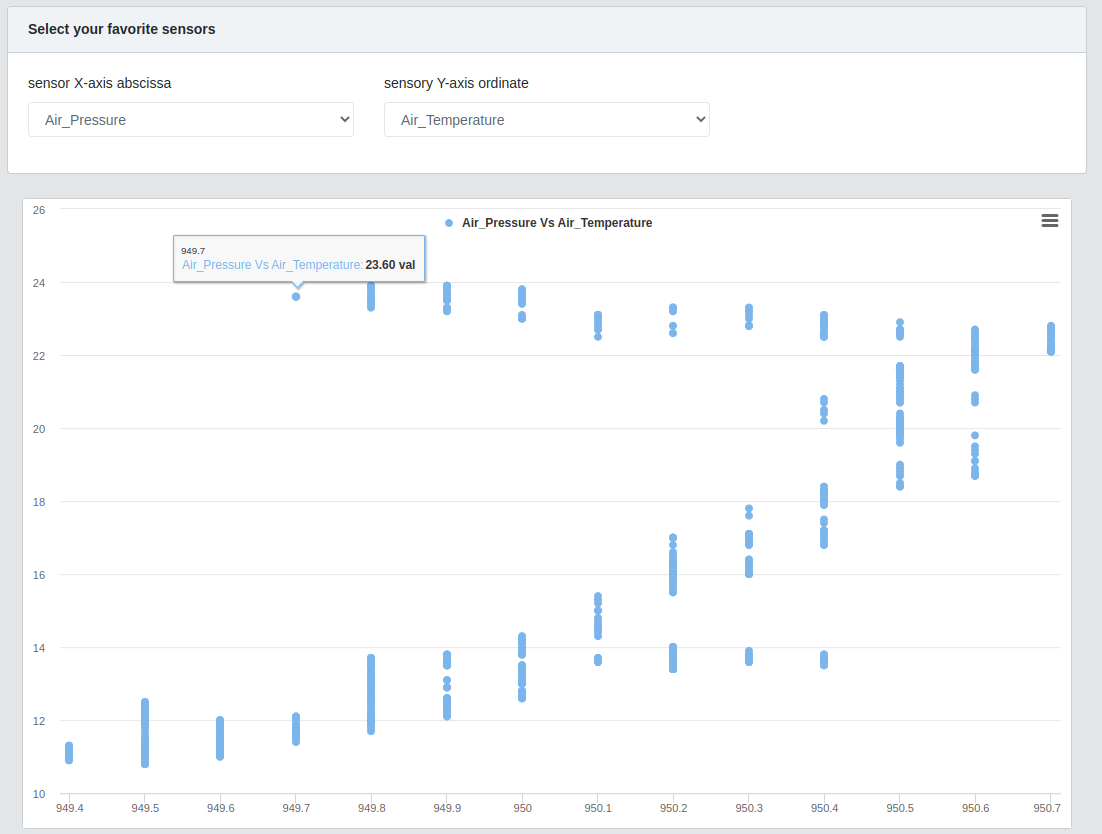 Select your favorite sensors
sensor X-axis abscissa
sensory Y-axis ordinate
Air_Pressure
Air_Temperature
26
Air_Pressure Vs Air_Temperature
949.7
Air_Pressure Vs Air_Temperature: 23.60 val
24
22
20
18
16
14
12
10
949.4 949.5 949.6 949.7 949.8 949.9 950 950.1 950.2 950.3 950.4 950.5 950.6 950.7